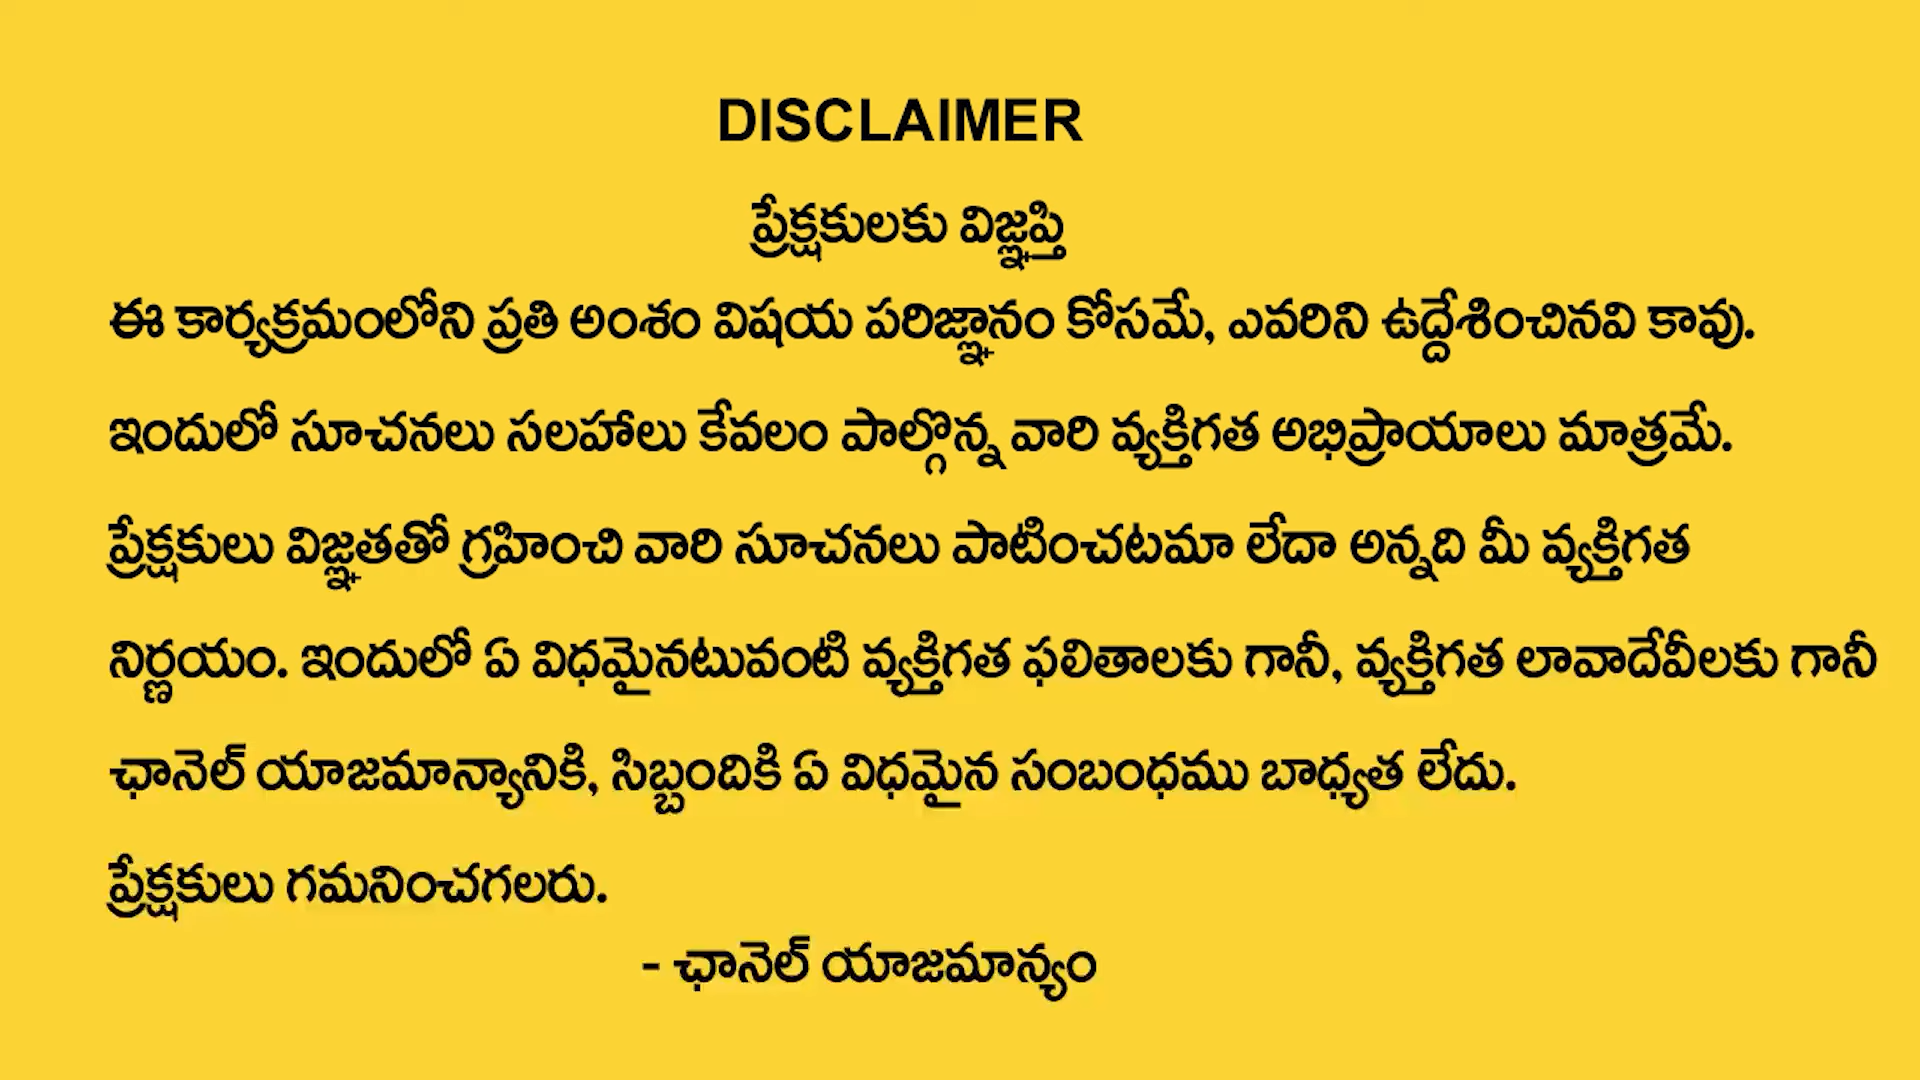 DISCLAIMER
ప్రేక్షకులకు విజ్ఞప్తి
ఈ కార్యక్రమంలోని ప్రతి అంశం విషయ పరిజ్ఞానం కోసమే, ఎవరిని ఉద్దేశించినవి కావు.
ఇందులో సూచనలు సలహాలు కేవలం పాల్గొన్న వారి వ్యక్తిగత అభిప్రాయాలు మాత్రమే.
ప్రేక్షకులు విజ్ఞతతో గ్రహించి వారి సూచనలు పాటించటమా లేదా అన్నది మీ వ్యక్తిగత
నిర్ణయం. ఇందులో ఏ విధమైనటువంటి వ్యక్తిగత ఫలితాలకు గానీ, వ్యక్తిగత లావాదేవీలకు గానీ
ఛానెల్ యాజమాన్యానికి, సిబ్బందికి ఏ విధమైన సంబంధము బాధ్యత లేదు.
ప్రేక్షకులు గమనించగలరు.
- ఛానెల్ యాజమాన్యం